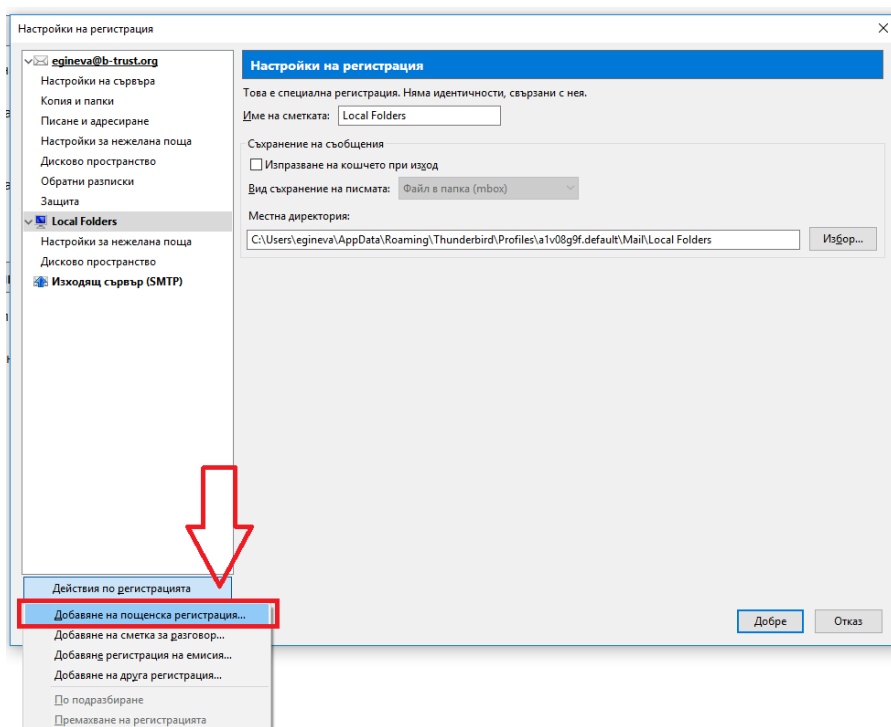 Настройки на регистрация
egineva@b-trust.org
Настройки на сървъра
Копия и папки
Писане и адресиране
Настройки за нежелана поща
Дисково пространство
Обратни разписки
Защита
Local Folders
Настройки за нежелана поща
Дисково пространство
Изходящ сървър (SMTP)
Настройки на регистрация
Това е специална регистрация. Няма идентичности, свързани с нея.
Име на сметката: Local Folders
Съхранение на съобщения
Изпразване на кошчето при изход
Вид съхранение на писмата: Файл в папка (mbox)
Местна директория:
C:\Users\egineva\AppData\Roaming\Thunderbird\Profiles\a1v08g9f.default\Mail\Local Folders Избор...
Действия по регистрацията
Добавяне на пощенска регистрация...
Добавяне на сметка за разговор...
Добавяне регистрация на емисия...
Добавяне на друга регистрация...
По подразбиране
Премахване на регистрацията
Добре Отказ